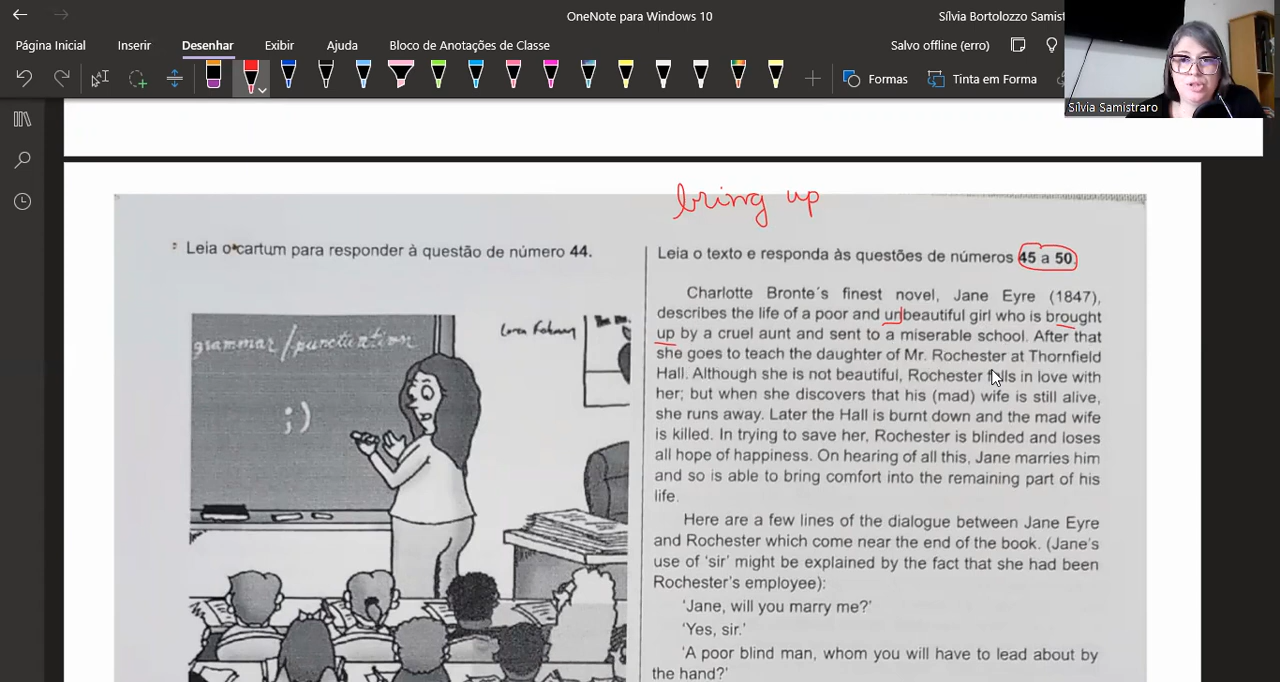 OneNote para Windows 10
Sílvia Bortolozzo Samist
Página Inicial
Inserir
Desenhar
Exibir
Ajuda
Bloco de Anotações de Classe
Salvo offline (erro)
Formas
Tinta em Forma
Sílvia Samistraro
bring up
Leia o cartum para responder à questão de número 44.
grammar/punctuation
;)
Leia o texto e responda às questões de números 45 a 50.
Charlotte Bronte´s finest novel, Jane Eyre (1847),
describes the life of a poor and unbeautiful girl who is brought
up by a cruel aunt and sent to a miserable school. After that
she goes to teach the daughter of Mr. Rochester at Thornfield
Hall. Although she is not beautiful, Rochester falls in love with
her; but when she discovers that his (mad) wife is still alive,
she runs away. Later the Hall is burnt down and the mad wife
is killed. In trying to save her, Rochester is blinded and loses
all hope of happiness. On hearing of all this, Jane marries him
and so is able to bring comfort into the remaining part of his
life.
Here are a few lines of the dialogue between Jane Eyre
and Rochester which come near the end of the book. (Jane's
use of 'sir' might be explained by the fact that she had been
Rochester's employee):
'Jane, will you marry me?'
'Yes, sir.'
'A poor blind man, whom you will have to lead about by
the hand?'